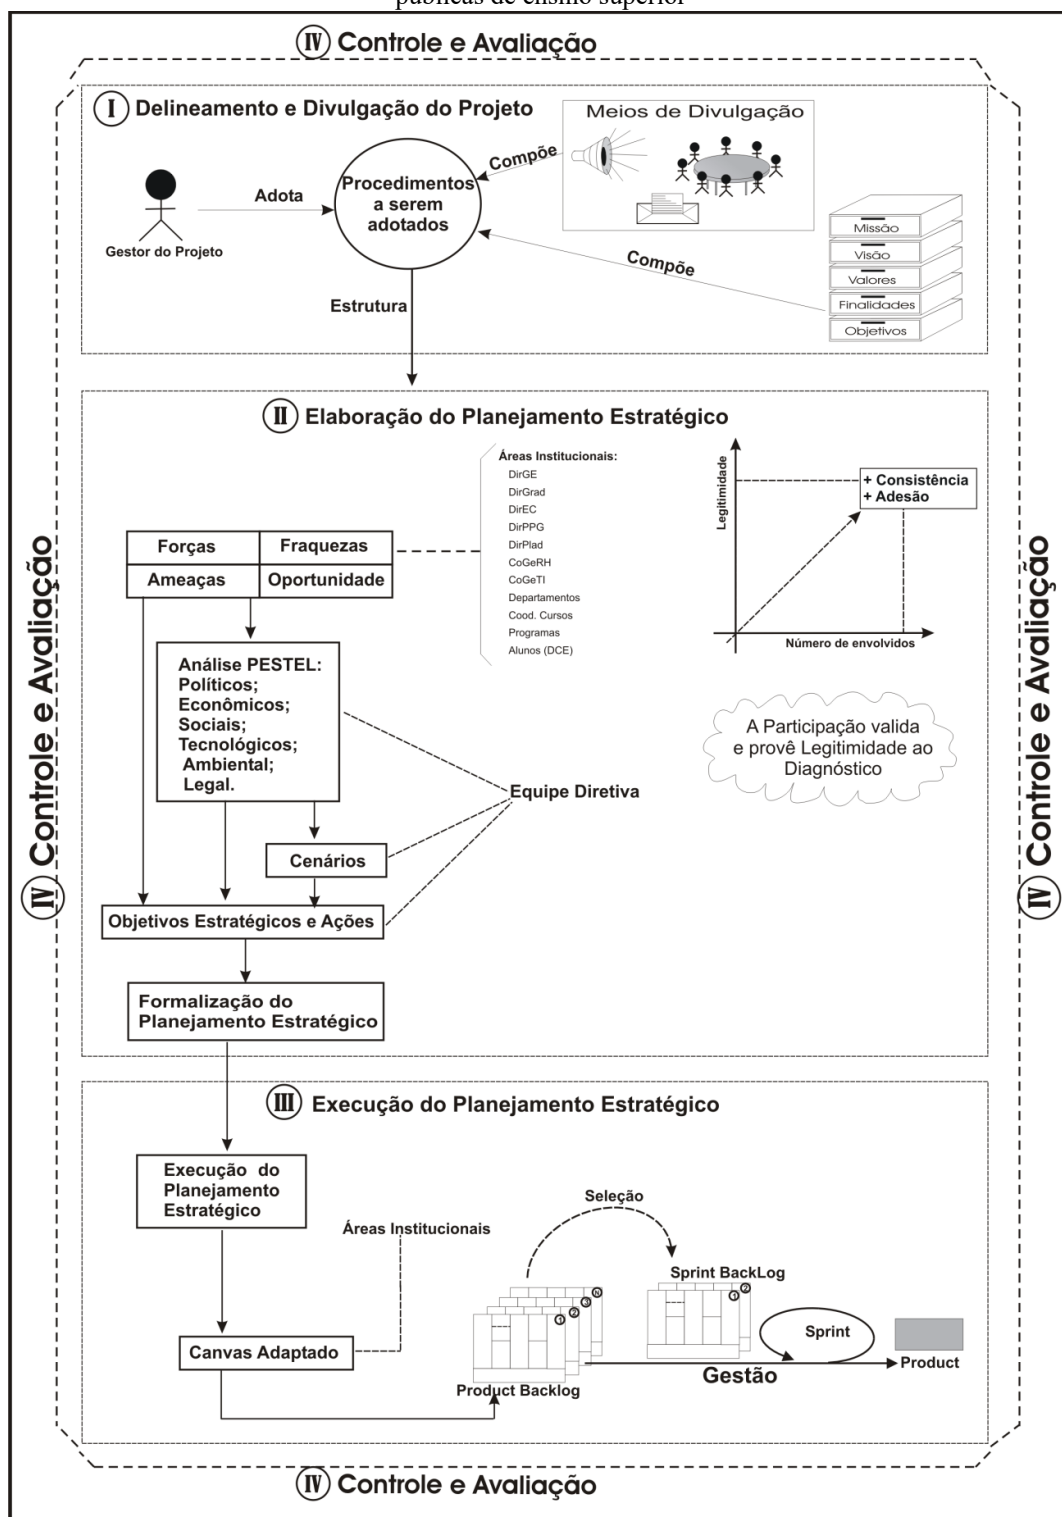 públicas de ensino superior
IV Controle e Avaliação
I Delineamento e Divulgação do Projeto
Meios de Divulgação
Compõe
Procedimentos
a serem
adotados
Adota
Gestor do Projeto
Missão
Visão
Valores
Finalidades
Objetivos
Compõe
Estrutura
II Elaboração do Planejamento Estratégico
Áreas Institucionais:
DirGE
DirGrad
DirEC
DirPPG
DirPlad
CoGeRH
CoGeTI
Departamentos
Cood. Cursos
Programas
Alunos (DCE)
Legitimidade
+ Consistência
+ Adesão
Número de envolvidos
Forças
Fraquezas
Ameaças
Oportunidade
Análise PESTEL:
Políticos;
Econômicos;
Sociais;
Tecnológicos;
Ambiental;
Legal.
A Participação valida
e provê Legitimidade ao
Diagnóstico
Equipe Diretiva
Cenários
Objetivos Estratégicos e Ações
Formalização do
Planejamento Estratégico
IV Controle e Avaliação
IV Controle e Avaliação
III Execução do Planejamento Estratégico
Execução do
Planejamento
Estratégico
Áreas Institucionais
Seleção
Sprint BackLog
1
2
1
2
3
N
Sprint
Canvas Adaptado
Product
Gestão
Product Backlog
IV Controle e Avaliação